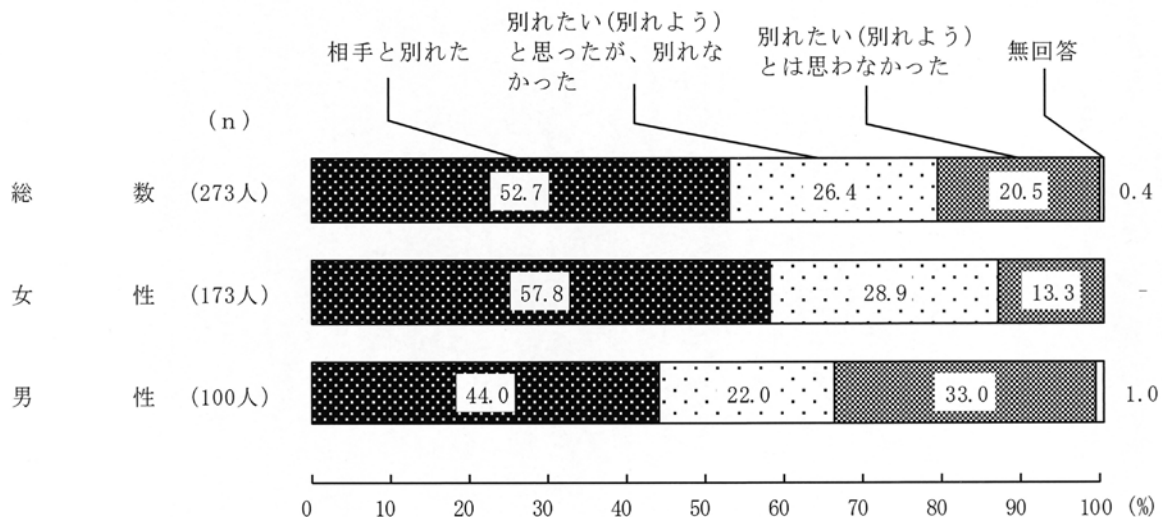 相手と別れた
別れたい(別れよう)
と思ったが、別れな
かった
別れたい(別れよう)
とは思わなかった
無回答
(n)
総 数 (273人) 52.7 26.4 20.5 0.4
女 性 (173人) 57.8 28.9 13.3 -
男 性 (100人) 44.0 22.0 33.0 1.0
0 10 20 30 40 50 60 70 80 90 100 (%)